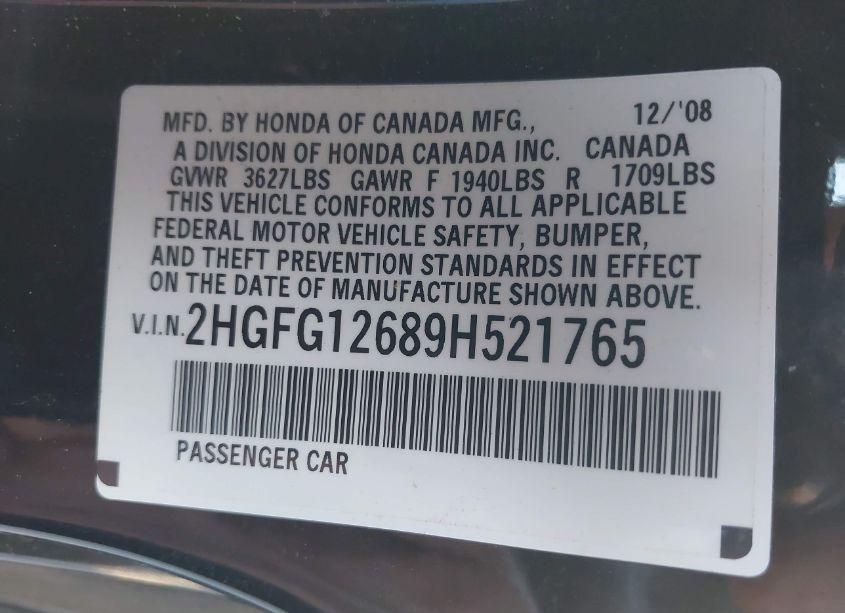 MFD. BY HONDA OF CANADA MFG., 12/'08
A DIVISION OF HONDA CANADA INC. CANADA
GVWR 3627LBS GAWR F 1940LBS R 1709LBS
THIS VEHICLE CONFORMS TO ALL APPLICABLE
FEDERAL MOTOR VEHICLE SAFETY, BUMPER,
AND THEFT PREVENTION STANDARDS IN EFFECT
ON THE DATE OF MANUFACTURE SHOWN ABOVE.
V.I.N. 2HGFG12689H521765
PASSENGER CAR